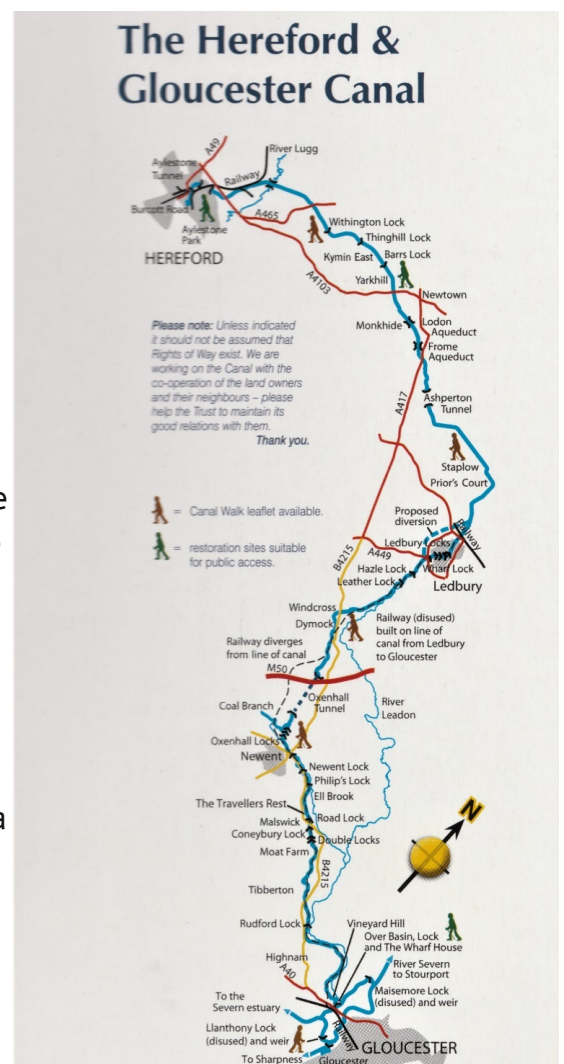 The Hereford &
Gloucester Canal
A49
River Lugg
Aylestone
Tunnel
Railway
Burcott Road
Aylestone
Park
HEREFORD
A465
Withington Lock
Thinghill Lock
Kymin East
Barrs Lock
A4103
Yarkhill
Newtown
Monkhide
Lodon
Aqueduct
Frome
Aqueduct
Please note: Unless indicated
it should not be assumed that
Rights of Way exist. We are
working on the Canal with the
co-operation of the land owners
and their neighbours – please
help the Trust to maintain its
good relations with them.
Thank you.
A417
Ashperton
Tunnel
Staplow
Prior's Court
= Canal Walk leaflet available.
= restoration sites suitable
for public access.
Proposed
diversion
Railway
Ledbury Locks
B4215
A449
Hazle Lock
Wharf Lock
Leather Lock
Ledbury
Windcross
Dymock
Railway (disused)
built on line of
canal from Ledbury
to Gloucester
Railway diverges
from line of canal
M50
Oxenhall
Tunnel
River
Leadon
Coal Branch
Oxenhall Locks
Newent
Newent Lock
Philip's Lock
Ell Brook
The Travellers Rest
Road Lock
Malswick
Coneybury Lock
Double Locks
Moat Farm
B4215
Tibberton
N
Rudford Lock
Vineyard Hill
Over Basin, Lock
and The Wharf House
Highnam
A40
River Severn
to Stourport
Maisemore Lock
(disused) and weir
To the
Severn estuary
Llanthony Lock
(disused) and weir
Railway
GLOUCESTER
To Sharpness
Gloucester